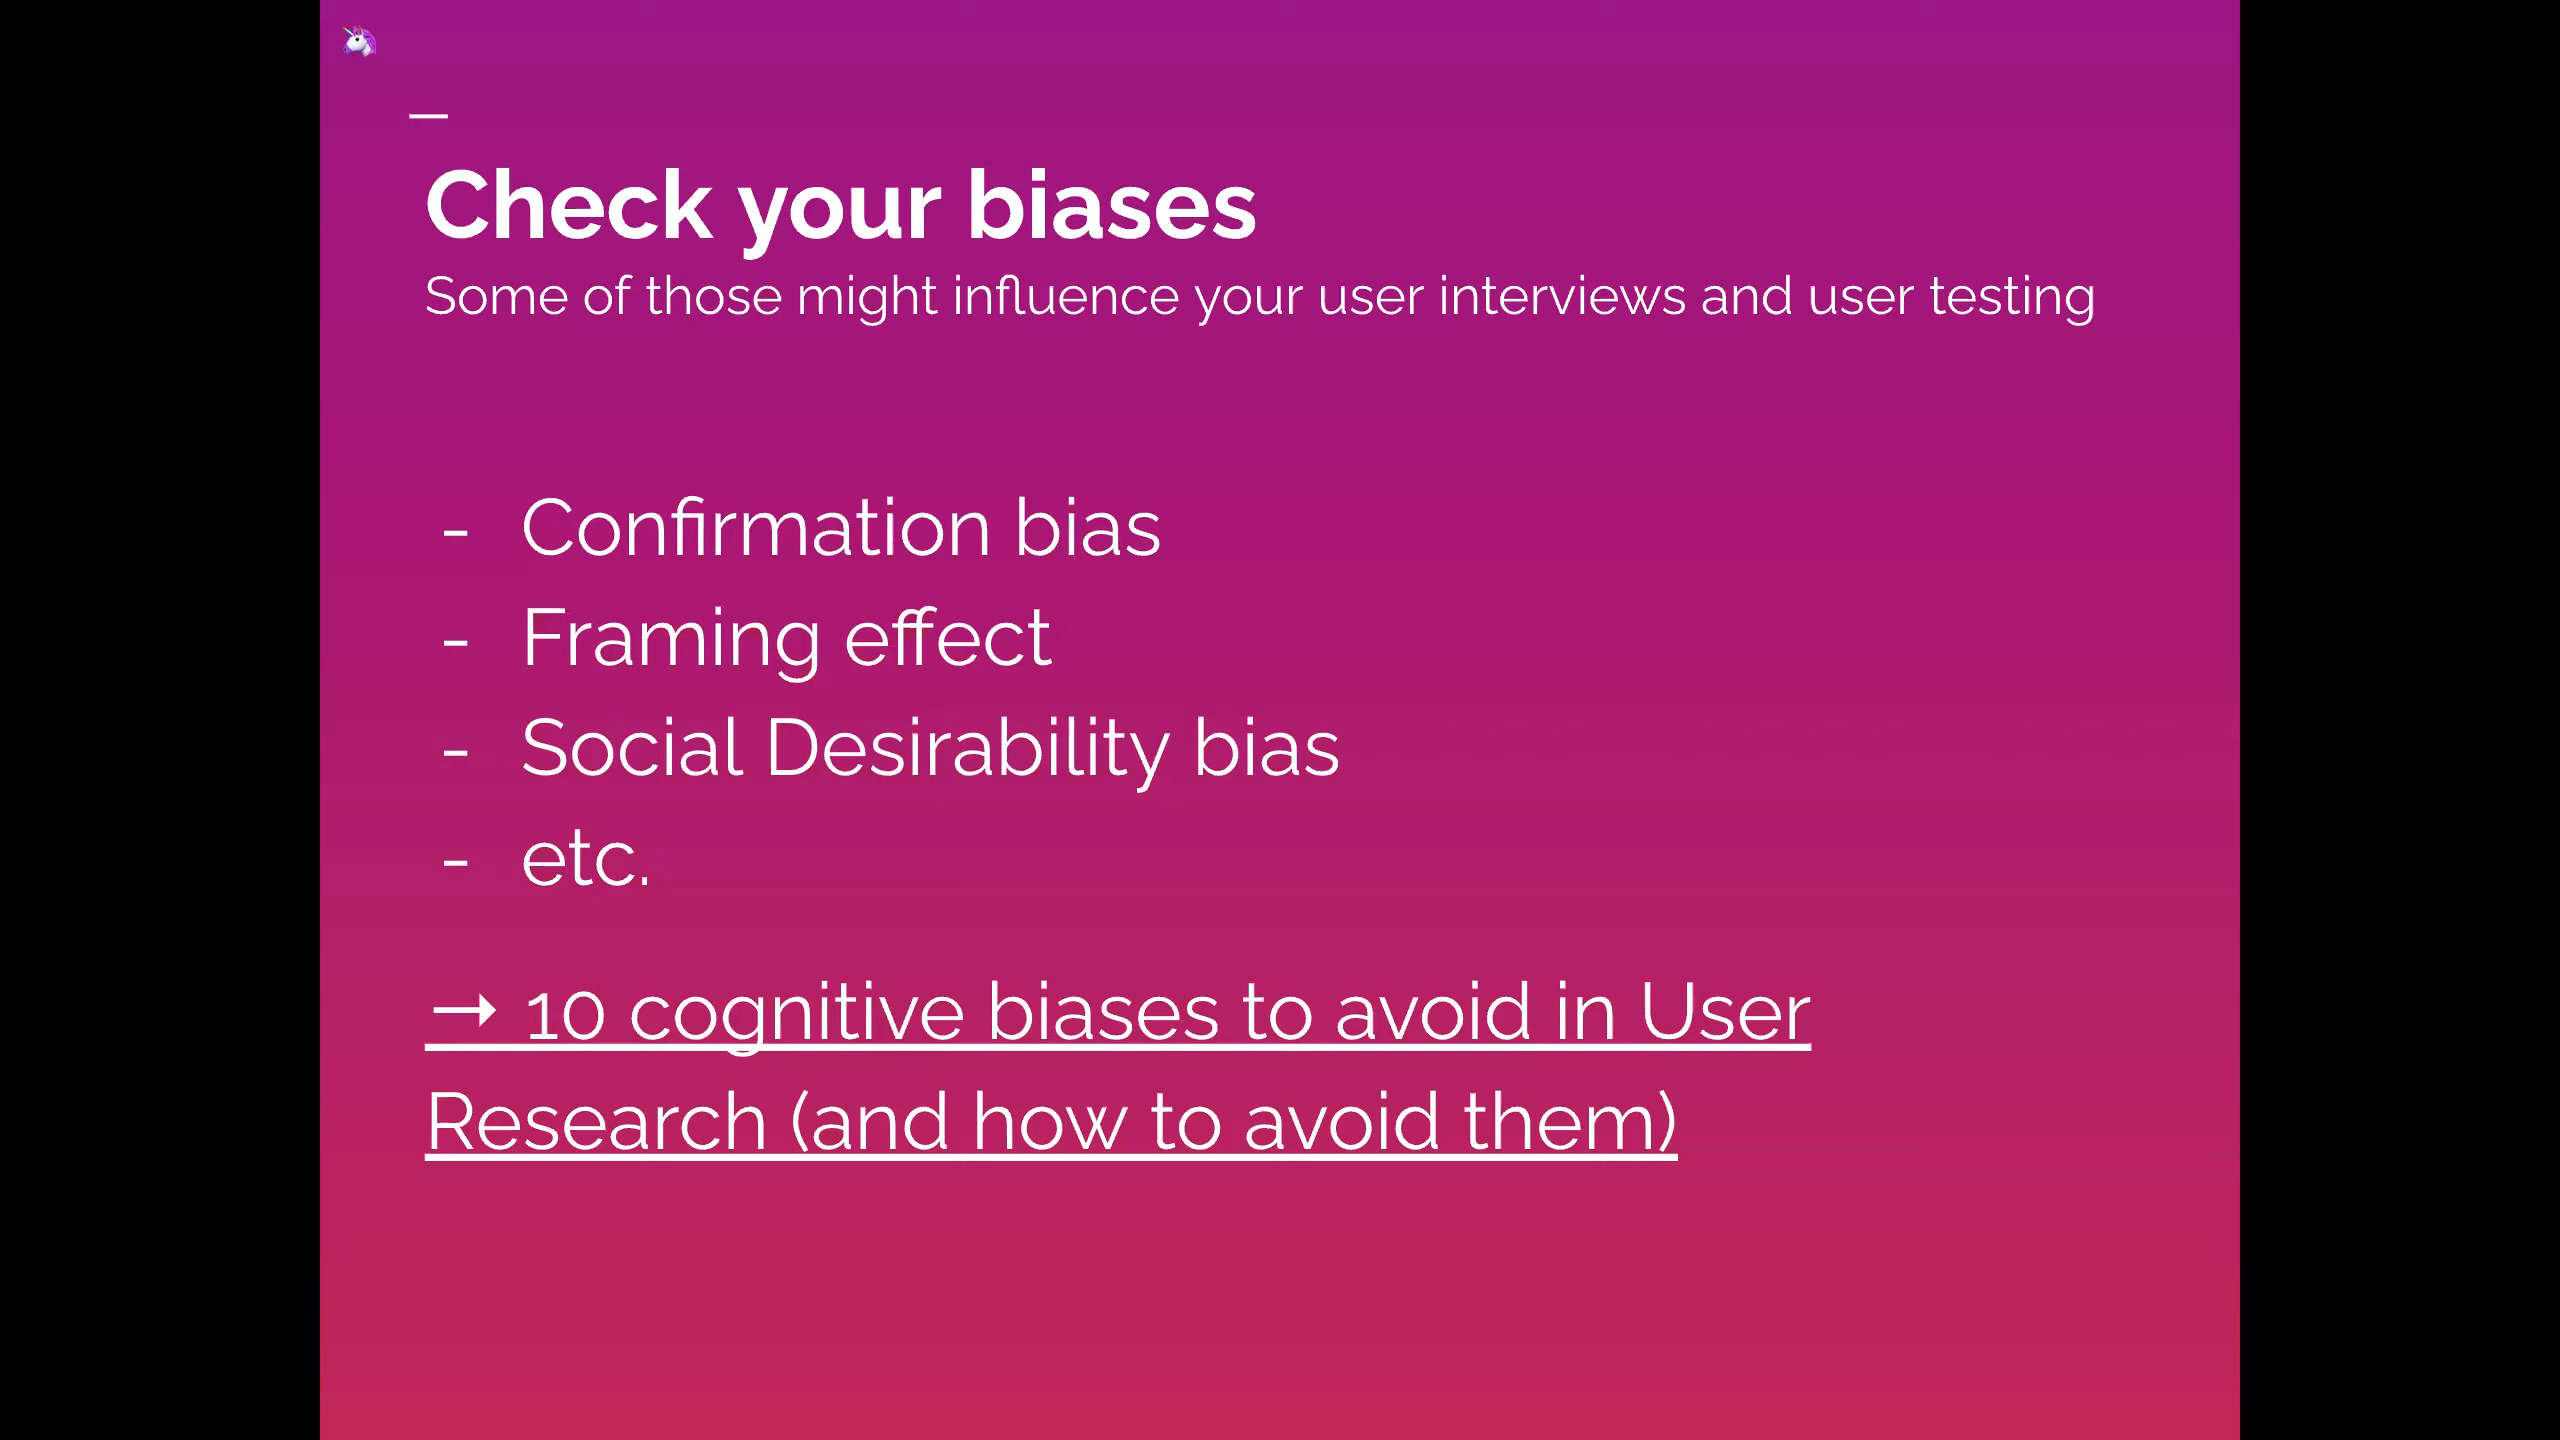 Check your biases
Some of those might influence your user interviews and user testing
- Confirmation bias
- Framing effect
- Social Desirability bias
- etc.
→ 10 cognitive biases to avoid in User
Research (and how to avoid them)